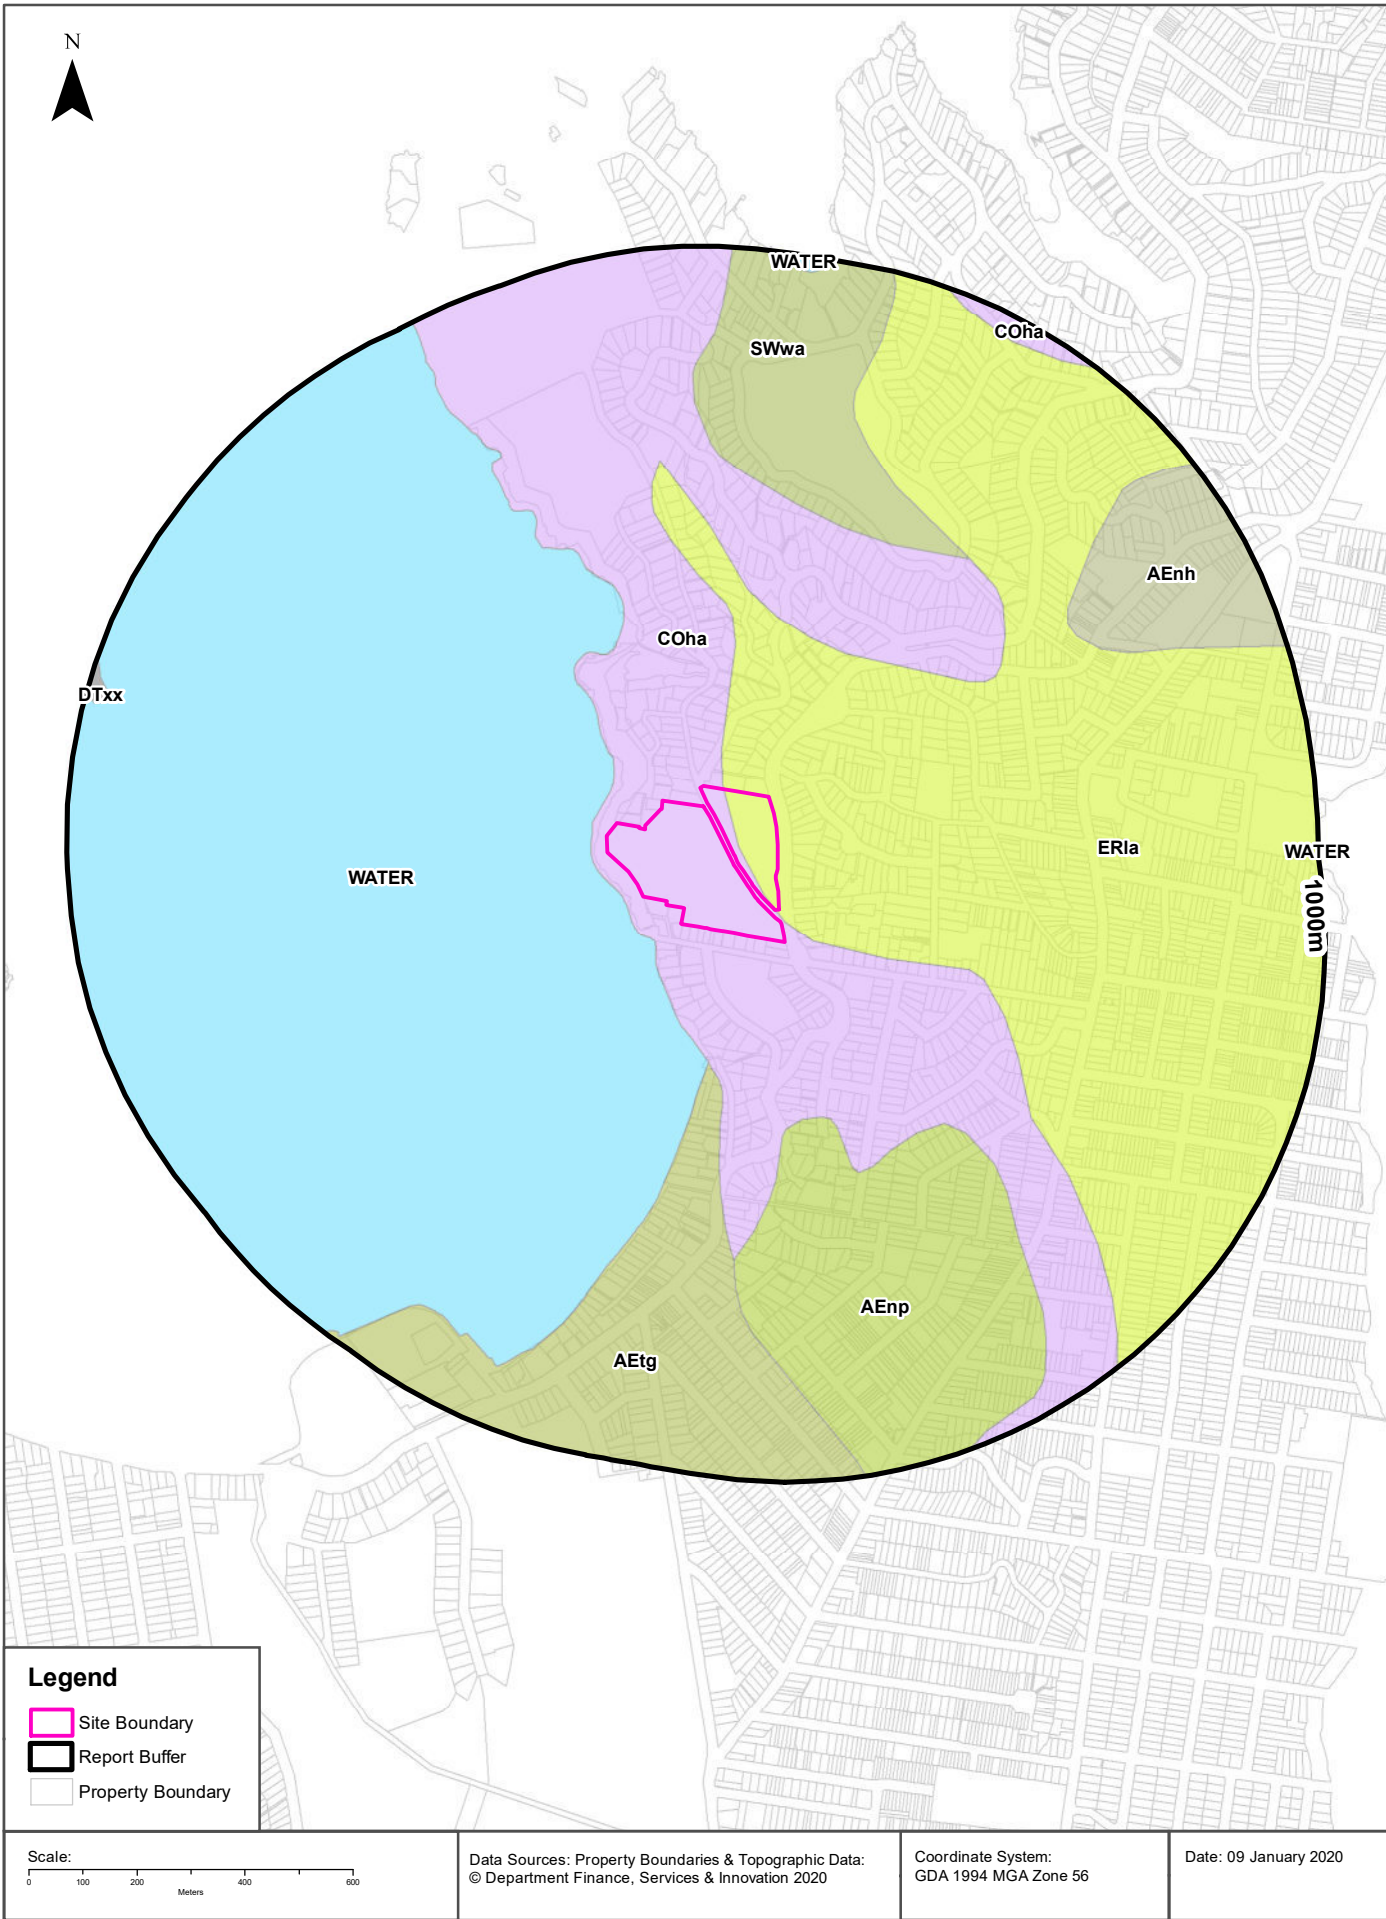 N
WATER
COha
SWwa
AEnh
COha
DTxx
ERla
WATER
WATER
1000m
AEnp
AEtg
Legend
Site Boundary
Report Buffer
Property Boundary
Scale:
0 100 200 400 600
Meters
Data Sources: Property Boundaries & Topographic Data:
© Department Finance, Services & Innovation 2020
Coordinate System:
GDA 1994 MGA Zone 56
Date: 09 January 2020